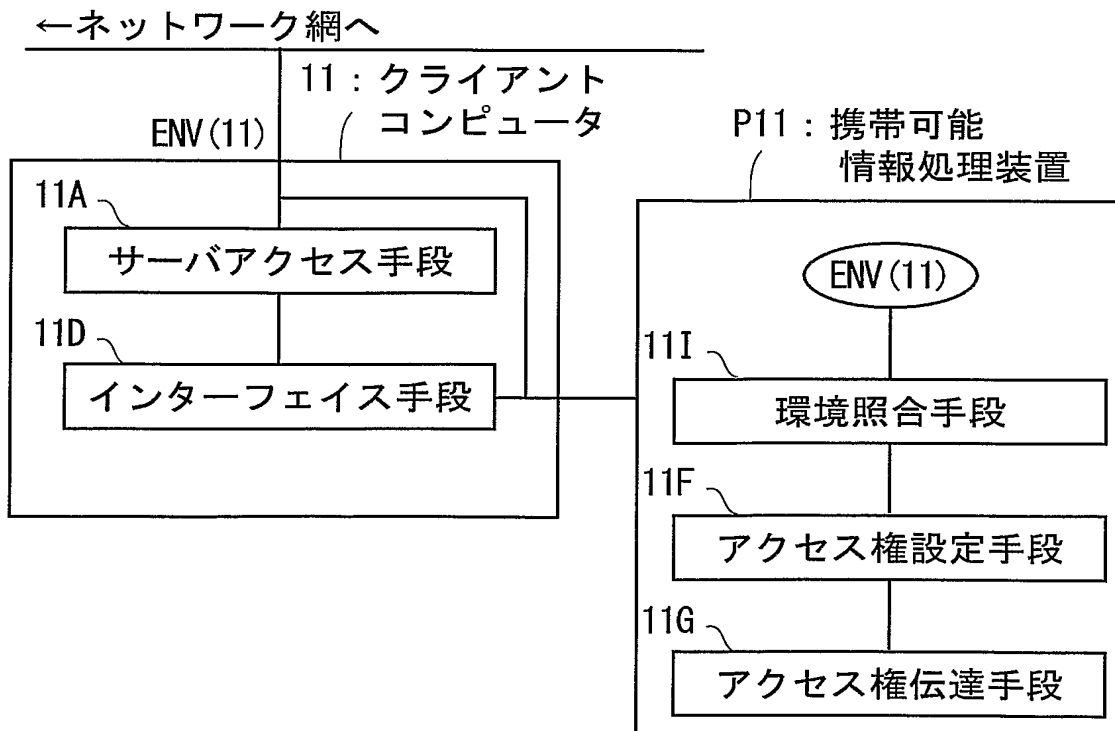 ←ネットワーク網へ
11：クライアント
コンピュータ
ENV(11)
11A
サーバアクセス手段
11D
インターフェイス手段
P11：携帯可能
情報処理装置
ENV(11)
11I
環境照合手段
11F
アクセス権設定手段
11G
アクセス権伝達手段